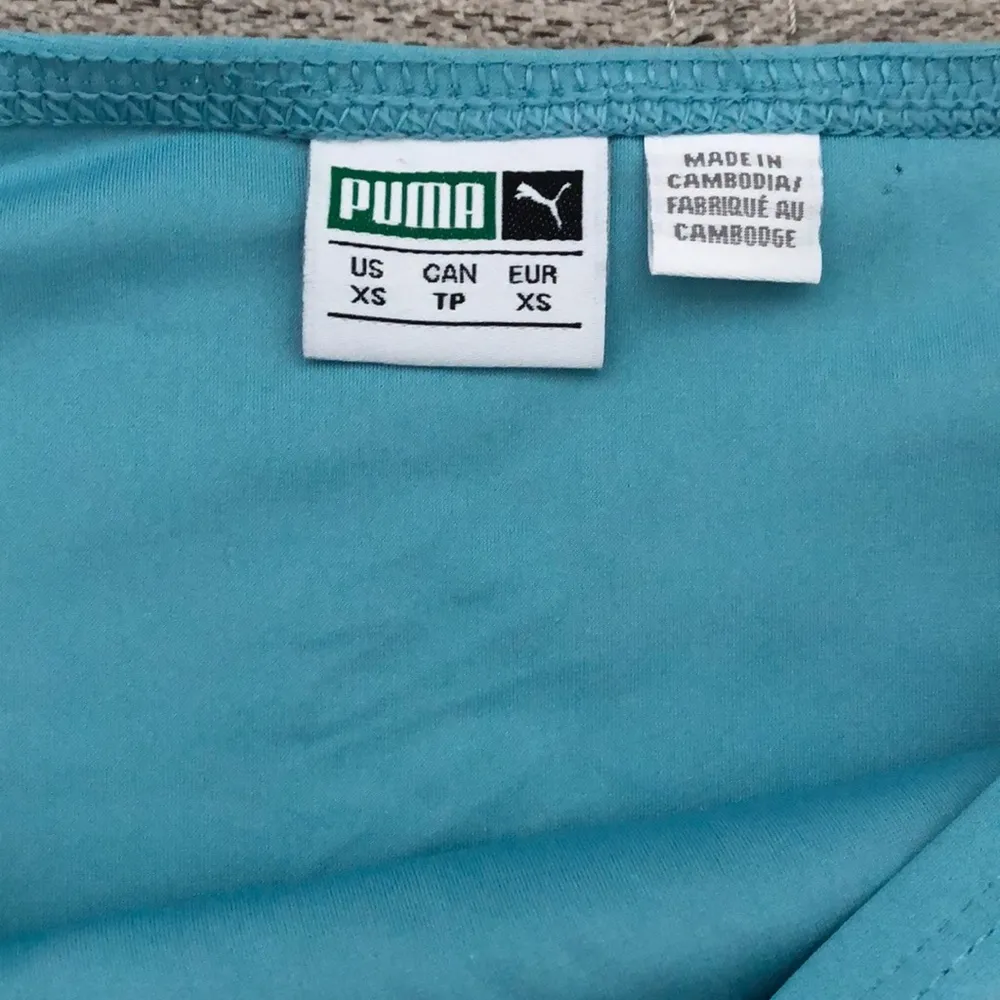 PUMA
US CAN EUR
XS TP XS
MADE IN
CAMBODIA/
FABRIQUÉ AU
CAMBODGE